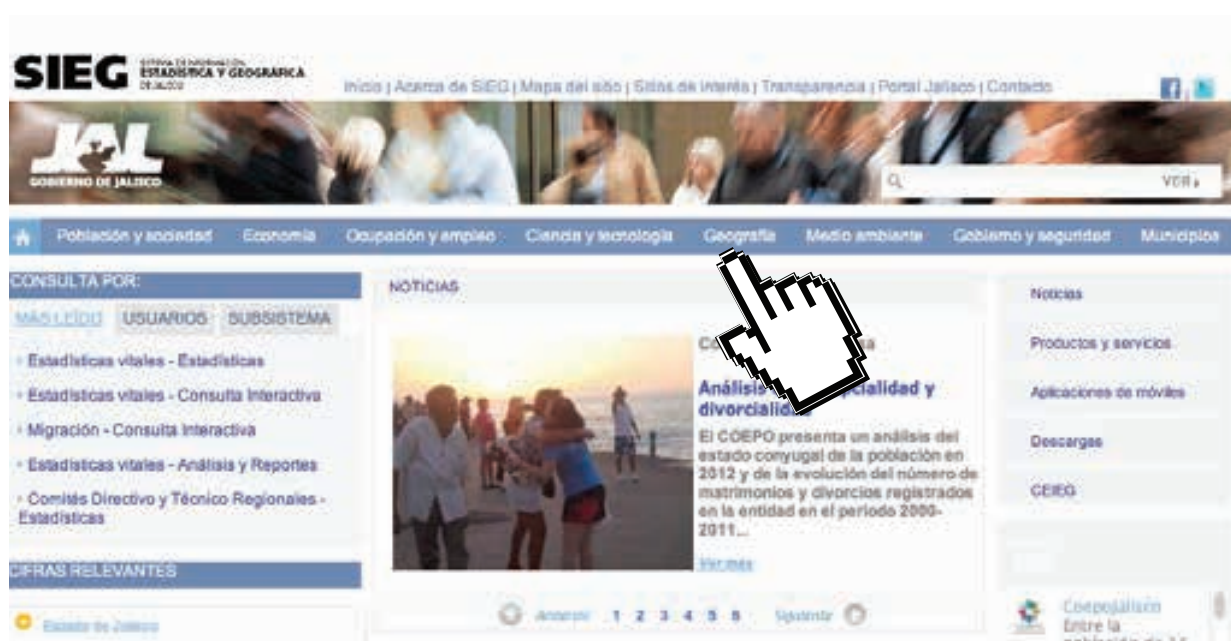 SIEG
ESTADÍSTICA Y GEOGRÁFICA
DE JALISCO
Inicio | Acerca de SIEG | Mapa del sitio | Sitios de interés | Transparencia | Portal Jalisco | Contacto
JAL
GOBIERNO DE JALISCO
VER
Población y sociedad Economía Ocupación y empleo Ciencia y tecnología Geografía Medio ambiente Gobierno y seguridad Municipios
CONSULTA POR:
MÁS LEÍDO USUARIOS SUBSISTEMA
Estadísticas vitales - Estadísticas
Estadísticas vitales - Consulta Interactiva
Migración - Consulta Interactiva
Estadísticas vitales - Análisis y Reportes
Comités Directivo y Técnico Regionales -
Estadísticas
CIFRAS RELEVANTES
Estado de Jalisco
NOTICIAS
Análisis y
divorcialidad
El COEPO presenta un análisis del
estado conyugal de la población en
2012 y de la evolución del número de
matrimonios y divorcios registrados
en la entidad en el periodo 2000-
2011...
Ver más
Anterior 1 2 3 4 5 6 Siguiente
Noticias
Productos y servicios
Aplicaciones de móviles
Descargas
CEIEG
Coepojalisco
Entre la
población de